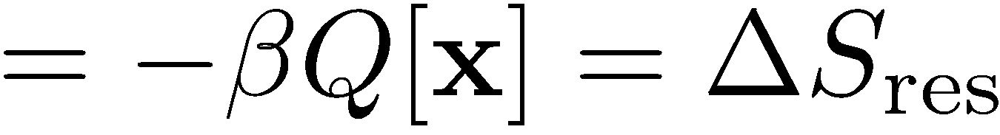 = −βQ[𝐱] = ΔS_res